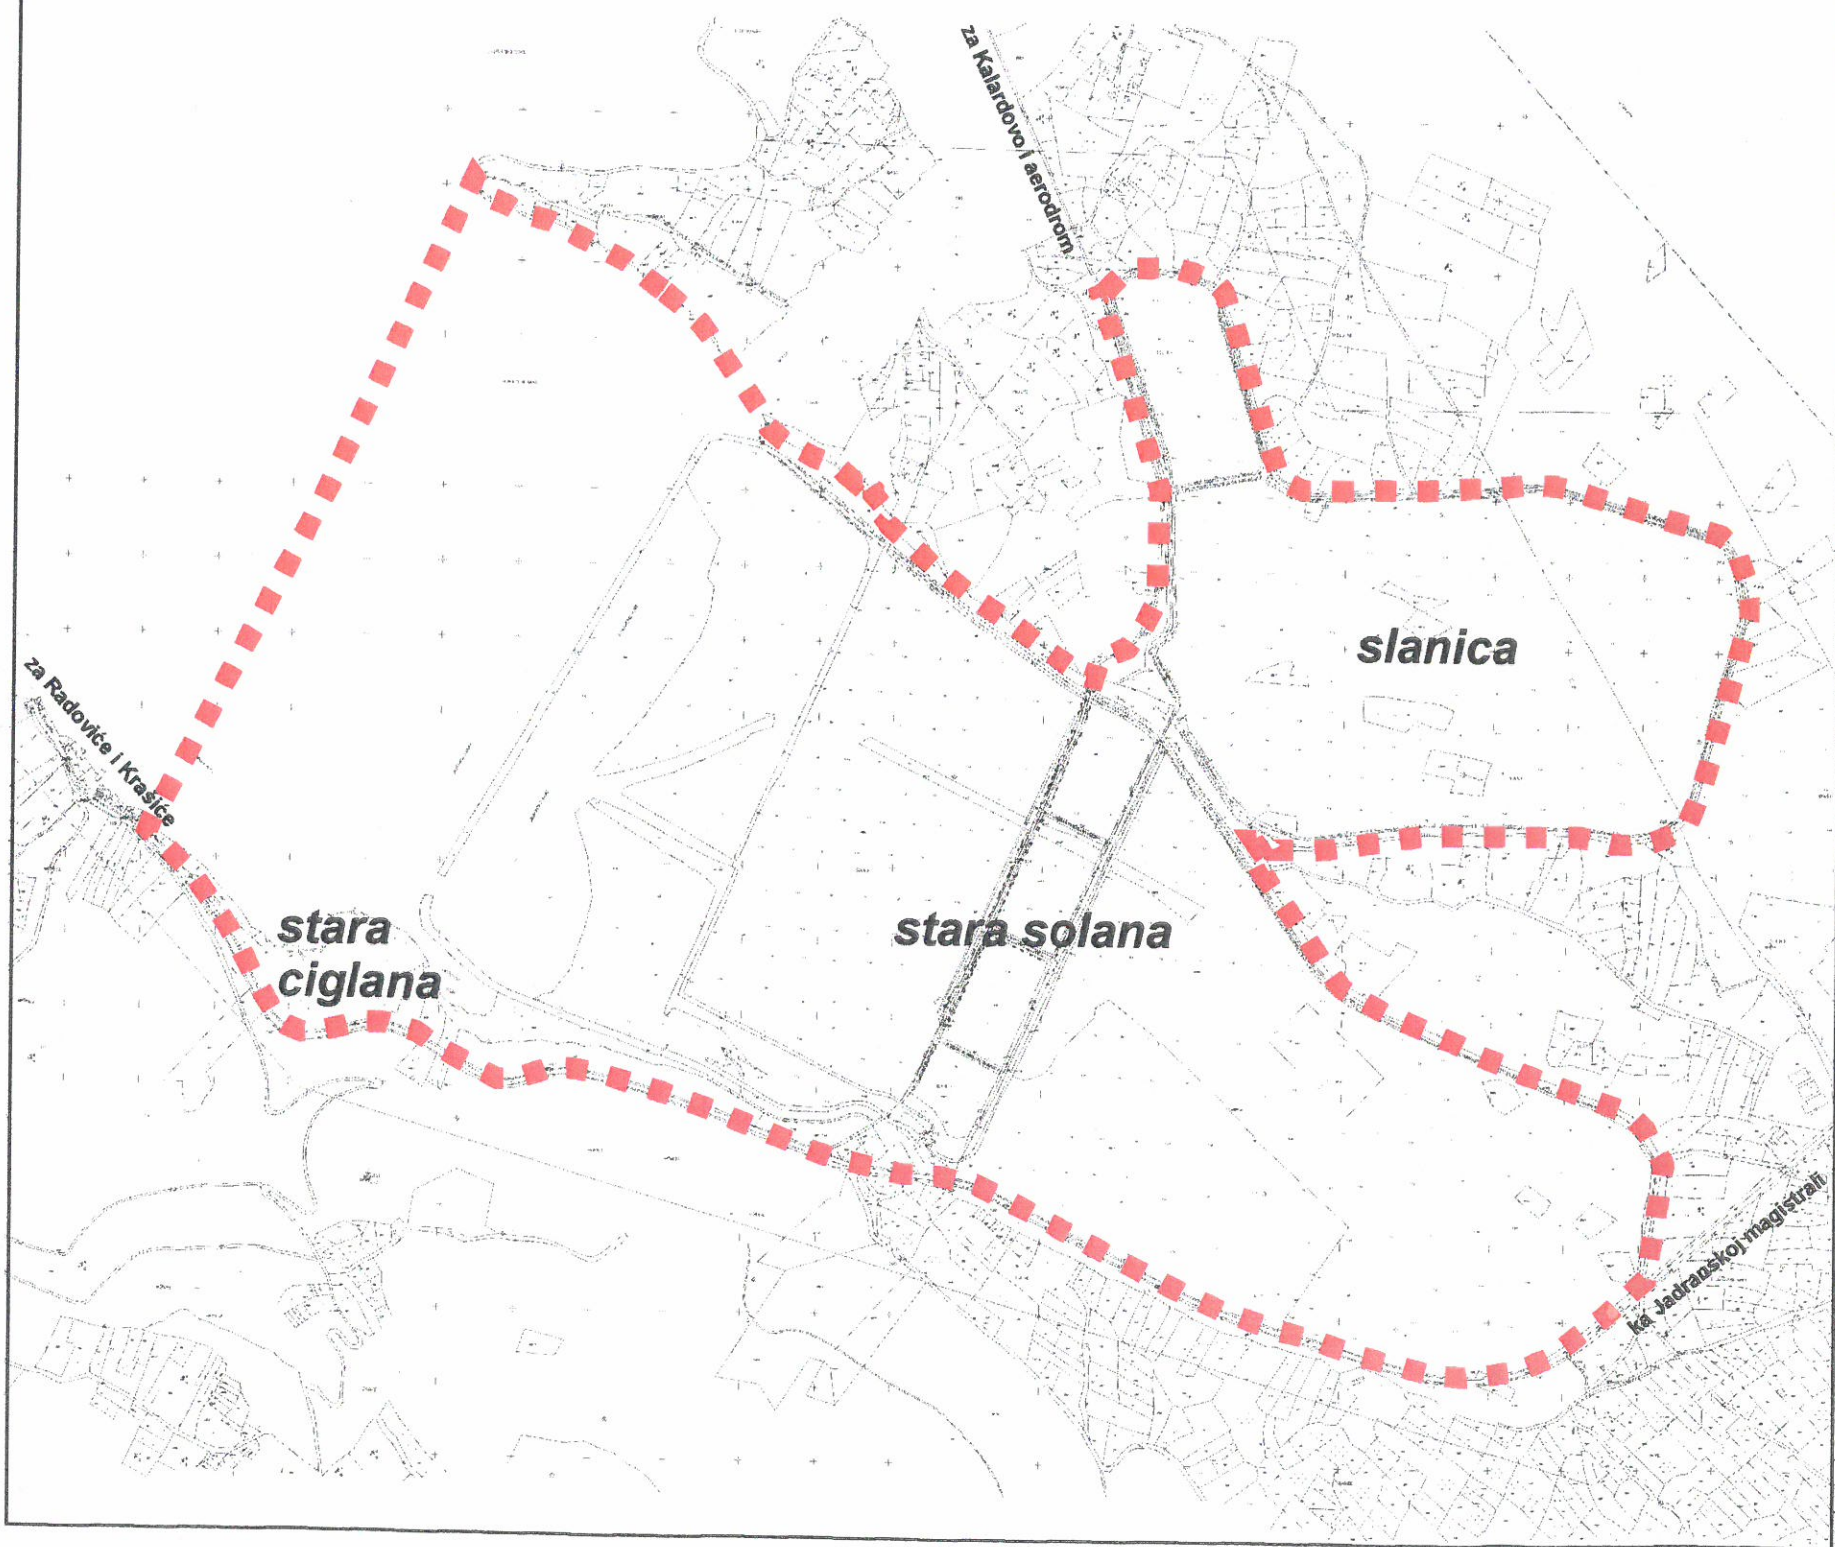 za Kalardovo i aerodrom
slanica
za Radoviće i Krašiće
stara
ciglana
stara solana
ka Jadranskoj magistrali